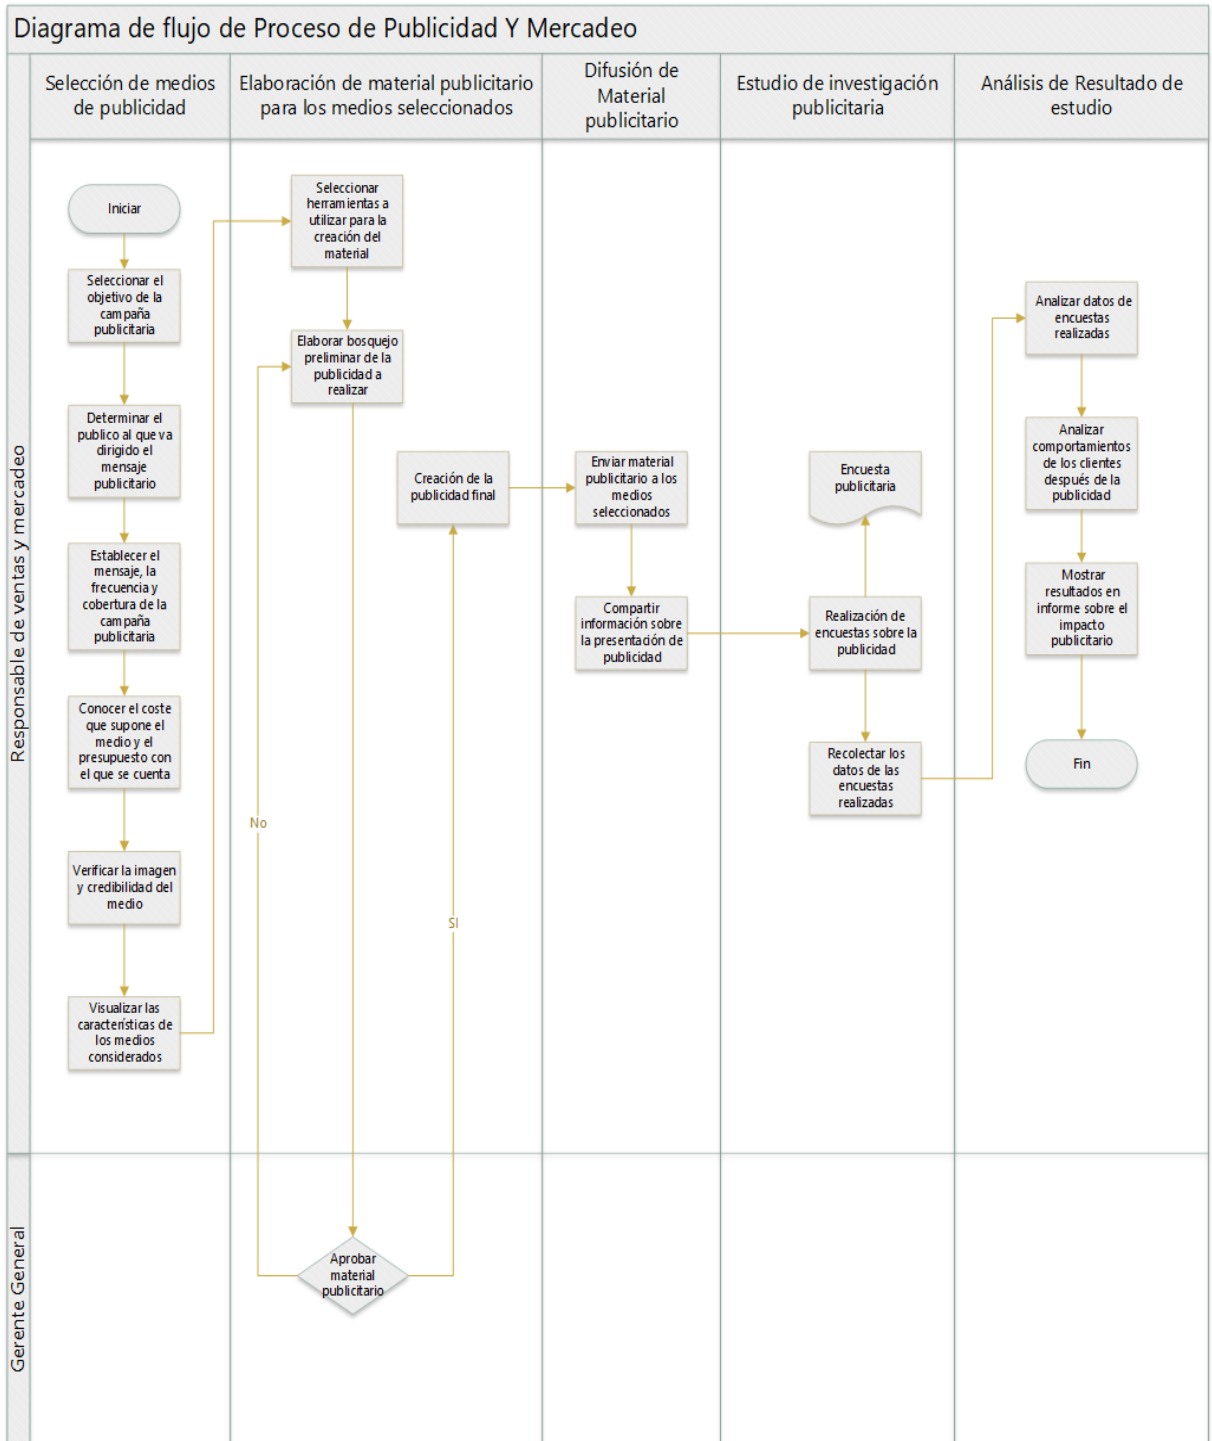 Diagrama de flujo de Proceso de Publicidad Y Mercadeo
Selección de medios
de publicidad
Elaboración de material publicitario
para los medios seleccionados
Difusión de
Material
publicitario
Estudio de investigación
publicitaria
Análisis de Resultado de
estudio
Responsable de ventas y mercadeo
Iniciar
Seleccionar el
objetivo de la
campaña
publicitaria
Determinar el
publico al que va
dirigido el
mensaje
publicitario
Establecer el
mensaje, la
frecuencia y
cobertura de la
campaña
publicitaria
Conocer el coste
que supone el
medio y el
presupuesto con
el que se cuenta
Verificar la imagen
y credibilidad del
medio
Visualizar las
características de
los medios
considerados
Seleccionar
herramientas a
utilizar para la
creación del
material
Elaborar bosquejo
preliminar de la
publicidad a
realizar
No
SI
Creación de la
publicidad final
Enviar material
publicitario a los
medios
seleccionados
Compartir
información sobre
la presentación de
publicidad
Encuesta
publicitaria
Realización de
encuestas sobre la
publicidad
Recolectar los
datos de las
encuestas
realizadas
Analizar datos de
encuestas
realizadas
Analizar
comportamientos
de los clientes
después de la
publicidad
Mostrar
resultados en
informe sobre el
impacto
publicitario
Fin
Gerente General
Aprobar
material
publicitario